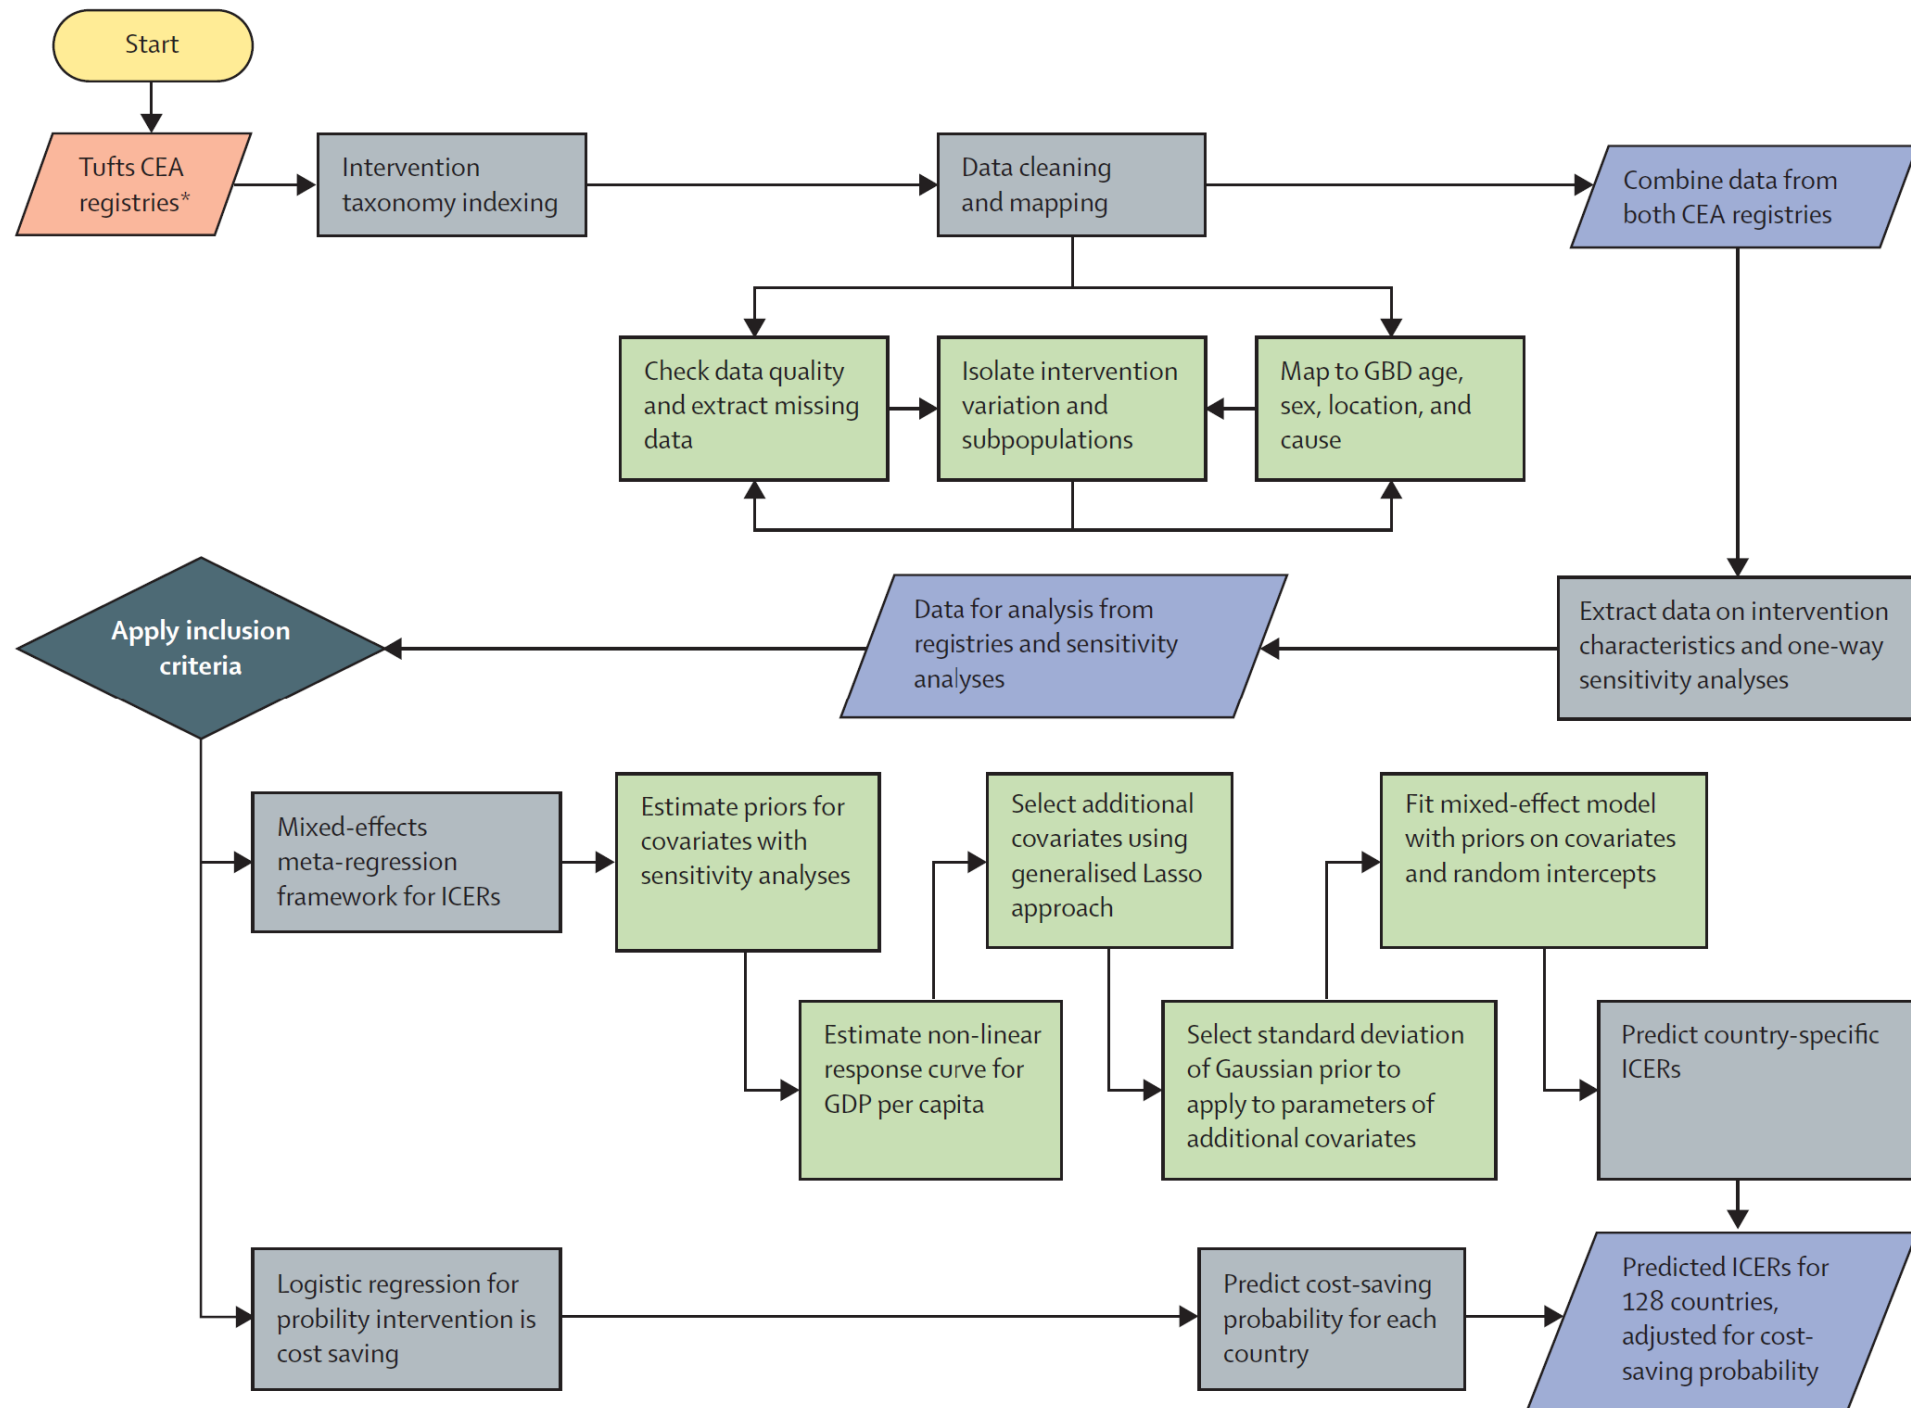 Start
Tufts CEA
registries*
Intervention
taxonomy indexing
Data cleaning
and mapping
Combine data from
both CEA registries
Check data quality
and extract missing
data
Isolate intervention
variation and
subpopulations
Map to GBD age,
sex, location, and
cause
Extract data on intervention
characteristics and one-way
sensitivity analyses
Data for analysis from
registries and sensitivity
analyses
Apply inclusion
criteria
Mixed-effects
meta-regression
framework for ICERs
Estimate priors for
covariates with
sensitivity analyses
Estimate non-linear
response curve for
GDP per capita
Select additional
covariates using
generalised Lasso
approach
Select standard deviation
of Gaussian prior to
apply to parameters of
additional covariates
Fit mixed-effect model
with priors on covariates
and random intercepts
Predict country-specific
ICERs
Logistic regression for
probility intervention is
cost saving
Predict cost-saving
probability for each
country
Predicted ICERs for
128 countries,
adjusted for cost-
saving probability